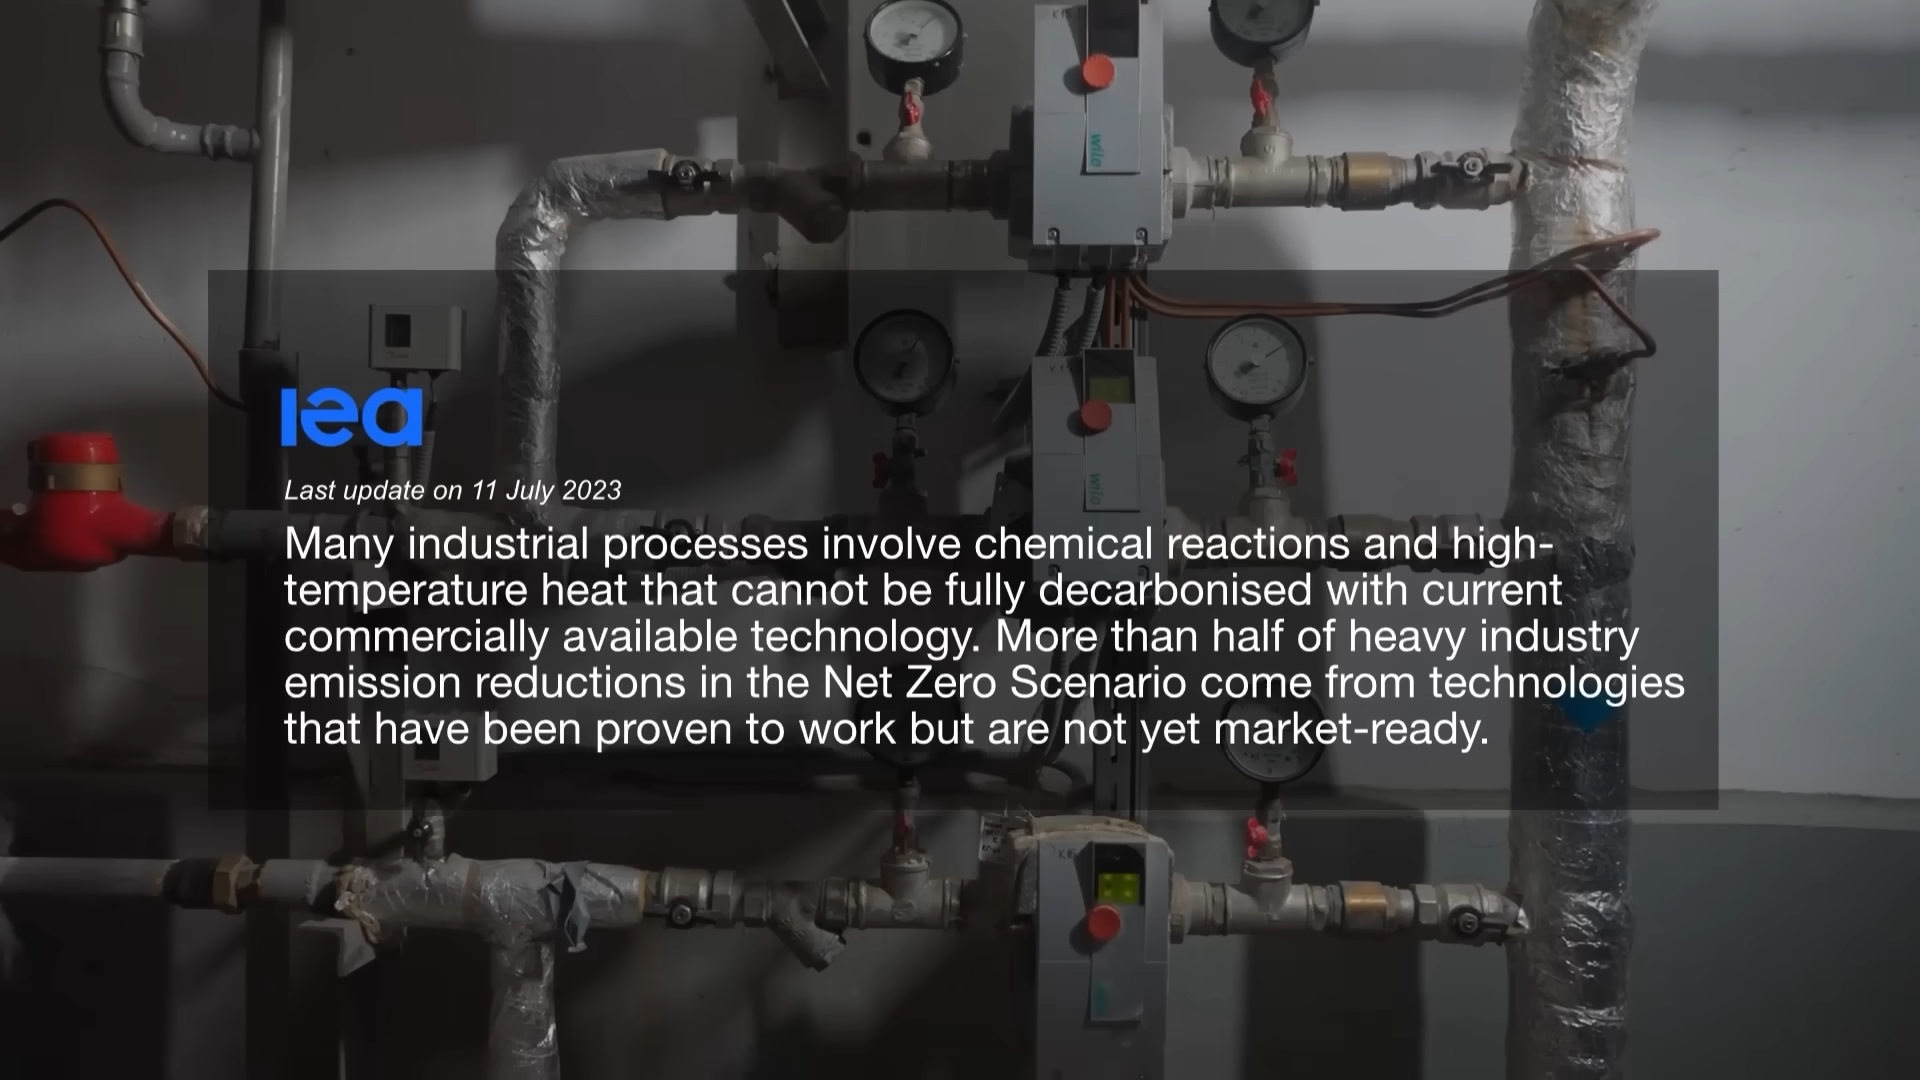 wilo
iea
wilo
Last update on 11 July 2023
Many industrial processes involve chemical reactions and high-
temperature heat that cannot be fully decarbonised with current
commercially available technology. More than half of heavy industry
emission reductions in the Net Zero Scenario come from technologies
that have been proven to work but are not yet market-ready.